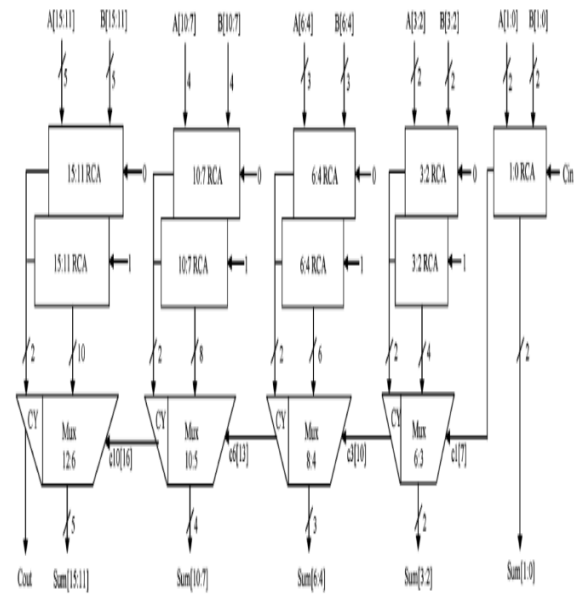 A[15:11] B[15:11] A[10:7] B[10:7] A[6:4] B[6:4] A[3:2] B[3:2] A[1:0] B[1:0]
5 5 4 4 3 3 2 2 2 2
15:11 RCA 0 10:7 RCA 0 6:4 RCA 0 3:2 RCA 0 1:0 RCA Cin
15:11 RCA 1 10:7 RCA 1 6:4 RCA 1 3:2 RCA 1
2 10 2 8 2 6 2 4 2
CY Mux 12:6 c10[16] CY Mux 10:5 c6[13] CY Mux 8:4 c3[10] CY Mux 6:3 c1[7]
5 4 3 2
Cout Sum[15:11] Sum[10:7] Sum[6:4] Sum[3:2] Sum[1:0]